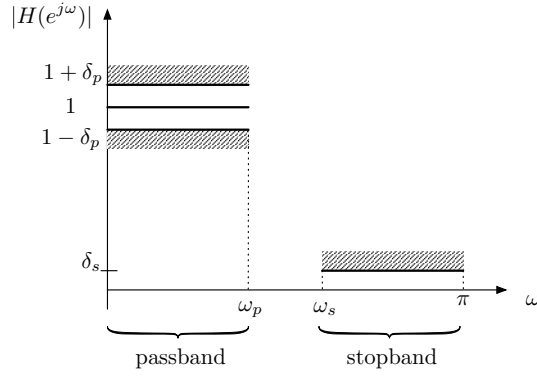 |H(e^{jω})|
1 + δ_p
1
1 − δ_p
δ_s
ω_p ω_s π ω
passband stopband